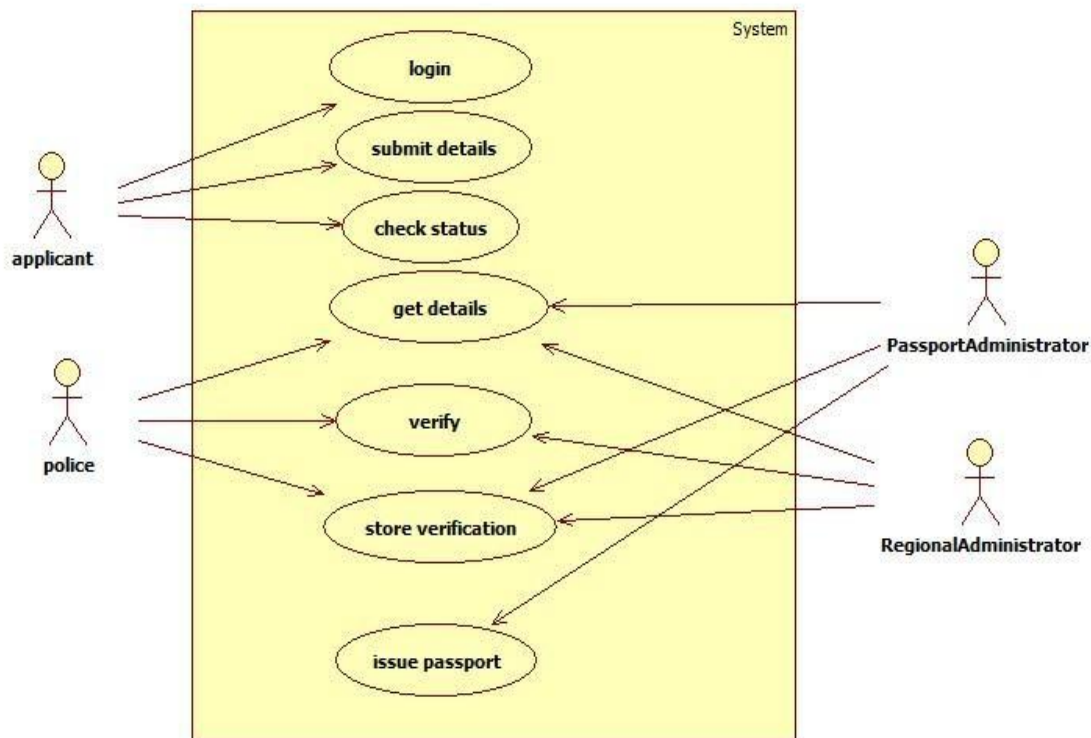 System
login
submit details
check status
applicant
get details
PassportAdministrator
verify
police
store verification
RegionalAdministrator
issue passport